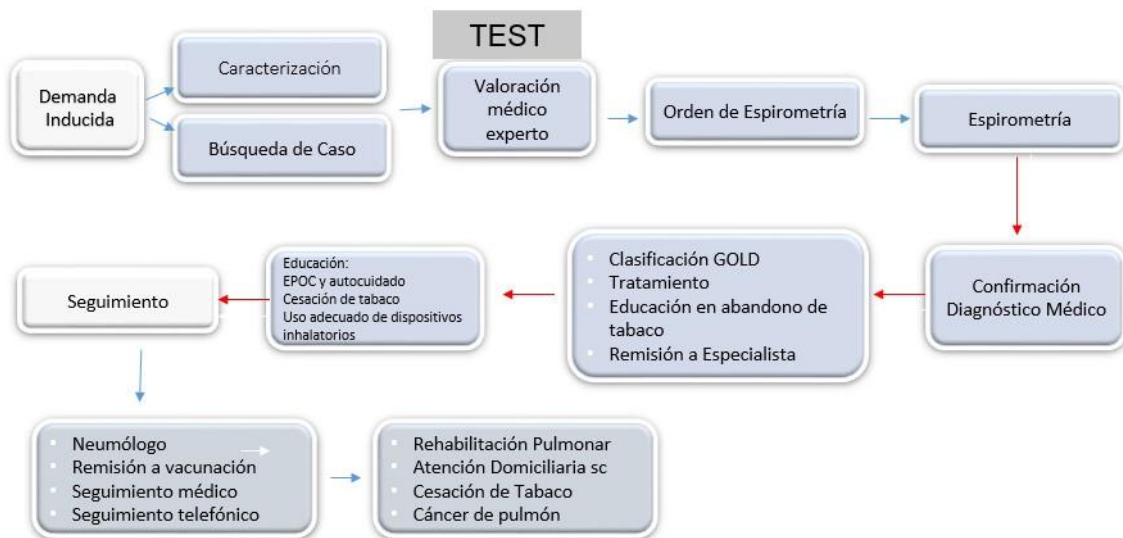 TEST
Demanda
Inducida
Caracterización
Búsqueda de Caso
Valoración
médico
experto
Orden de Espirometría
Espirometría
Confirmación
Diagnóstico Médico
Clasificación GOLD
Tratamiento
Educación en abandono de
tabaco
Remisión a Especialista
Educación:
EPOC y autocuidado
Cesación de tabaco
Uso adecuado de dispositivos
inhalatorios
Seguimiento
Neumólogo
Remisión a vacunación
Seguimiento médico
Seguimiento telefónico
Rehabilitación Pulmonar
Atención Domiciliaria sc
Cesación de Tabaco
Cáncer de pulmón